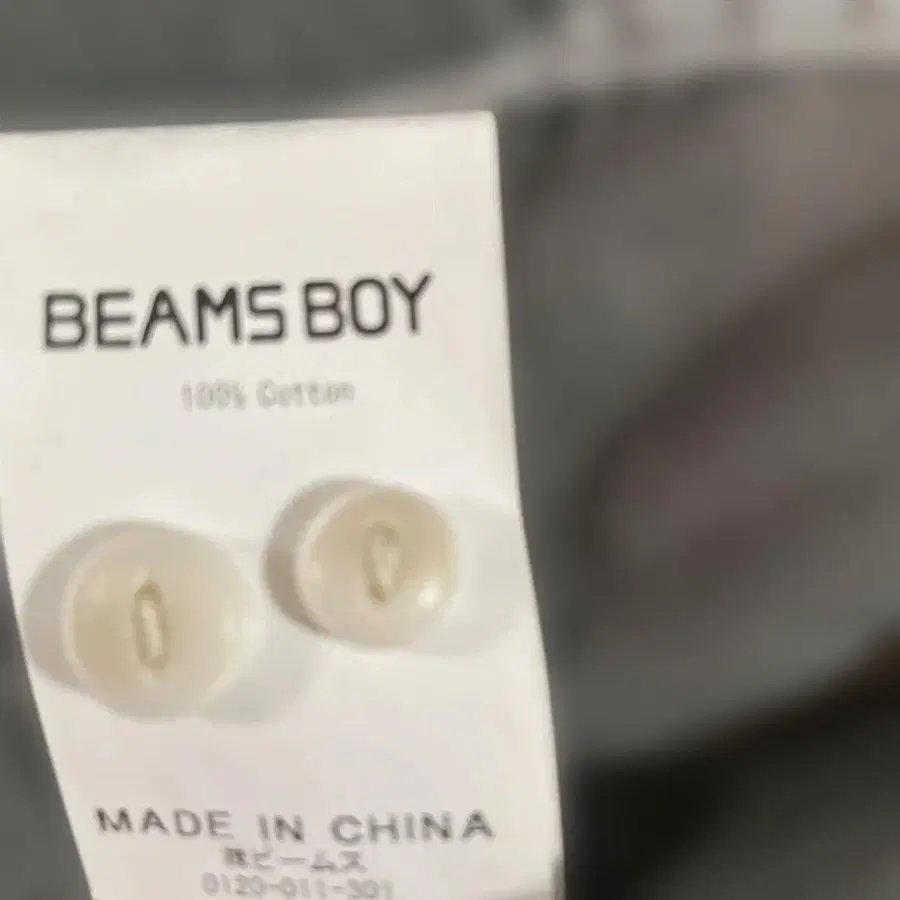 BEAMS BOY
100% Cotton
MADE IN CHINA
㈱ビームス
0120-011-301